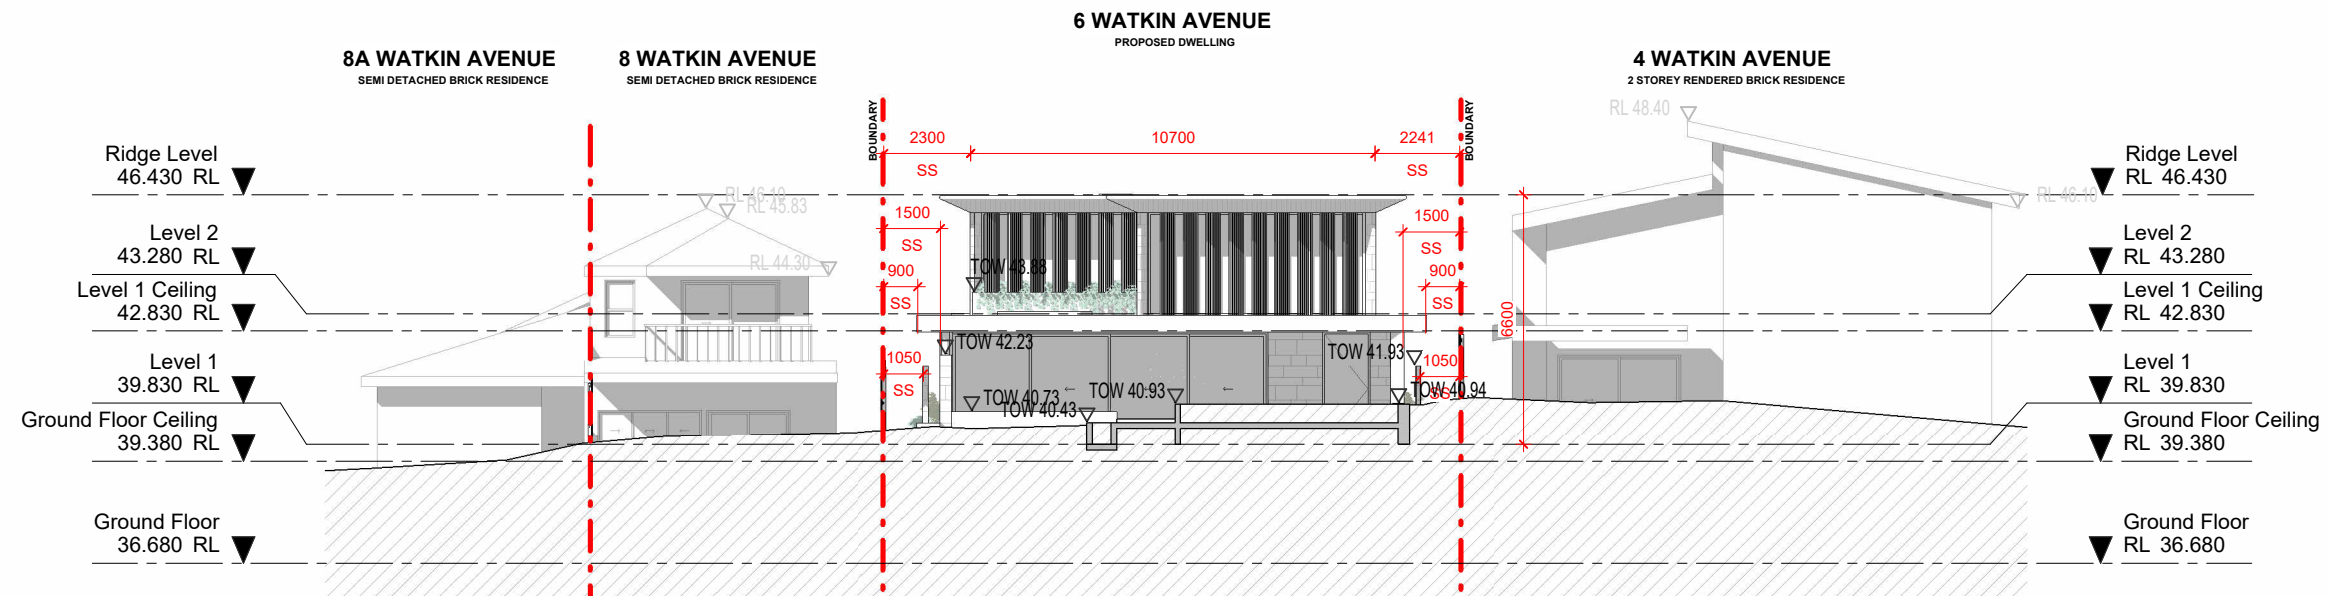 6 WATKIN AVENUE
PROPOSED DWELLING
8A WATKIN AVENUE
SEMI DETACHED BRICK RESIDENCE
8 WATKIN AVENUE
SEMI DETACHED BRICK RESIDENCE
4 WATKIN AVENUE
2 STOREY RENDERED BRICK RESIDENCE
BOUNDARY
BOUNDARY
RL 48.40
2300
10700
2241
SS
SS
Ridge Level
46.430 RL
Ridge Level
RL 46.430
RL 46.10
RL 45.83
RL 46.10
1500
SS
1500
SS
Level 2
43.280 RL
Level 2
RL 43.280
RL 44.30
900
SS
900
SS
TOW 43.88
Level 1 Ceiling
42.830 RL
Level 1 Ceiling
RL 42.830
6600
TOW 42.23
TOW 41.93
1050
SS
1050
SS
Level 1
39.830 RL
Level 1
RL 39.830
TOW 40.73
TOW 40.43
TOW 40.93
TOW 40.94
Ground Floor Ceiling
39.380 RL
Ground Floor Ceiling
RL 39.380
Ground Floor
36.680 RL
Ground Floor
RL 36.680